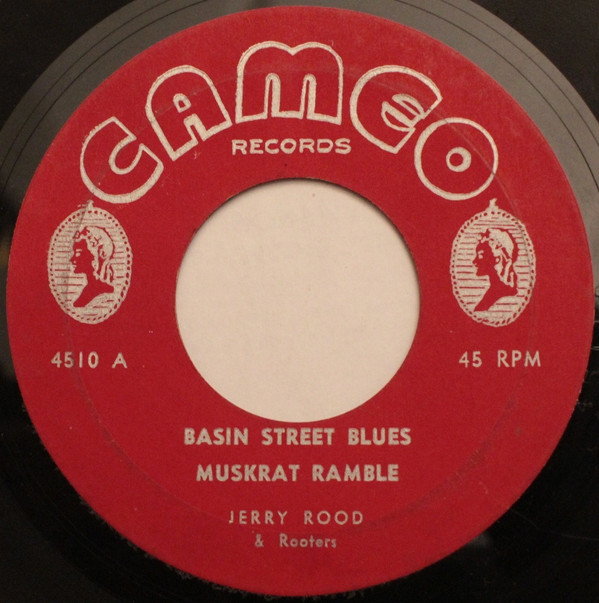 CAMEO
RECORDS
4510 A
45 RPM
BASIN STREET BLUES
MUSKRAT RAMBLE
JERRY ROOD
& Rooters